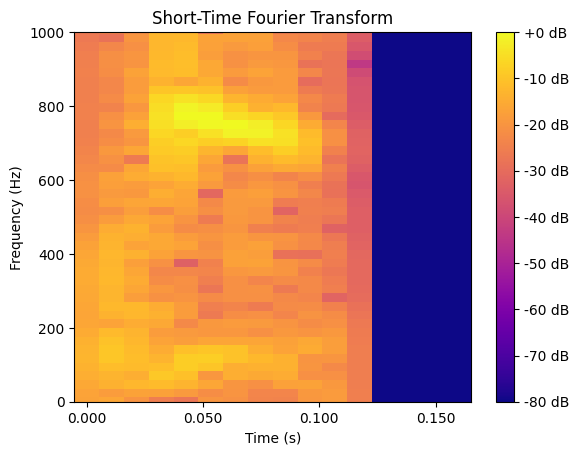 Short-Time Fourier Transform
1000
800
600
400
200
0
Frequency (Hz)
0.000
0.050
0.100
0.150
Time (s)
+0 dB
-10 dB
-20 dB
-30 dB
-40 dB
-50 dB
-60 dB
-70 dB
-80 dB